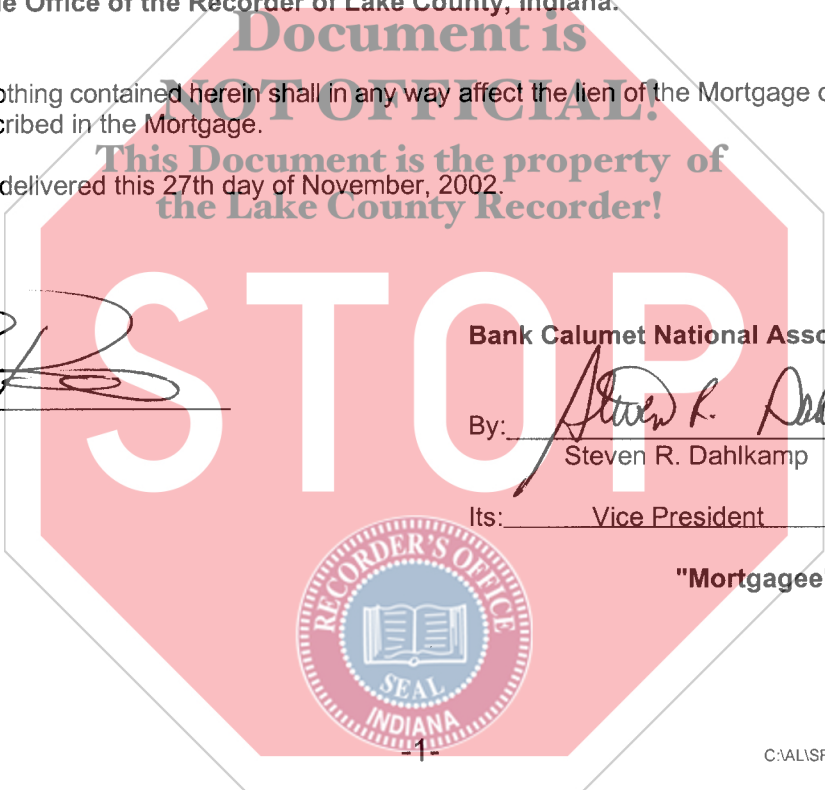 e Office of the Recorder of Lake County, Indiana.
Document is
othing contained herein shall in any way affect the lien of the Mortgage o
NOT OFFICIAL!
cribed in the Mortgage.
This Document is the property of
delivered this 27th day of November, 2002.
the Lake County Recorder!
STOP
Bank Calumet National Asso
By: Steven R. Dahl
Steven R. Dahlkamp
Its: Vice President
"Mortgagee"
RECORDER'S OFFICE
SEAL
INDIANA
-1-
C:\AL\SF